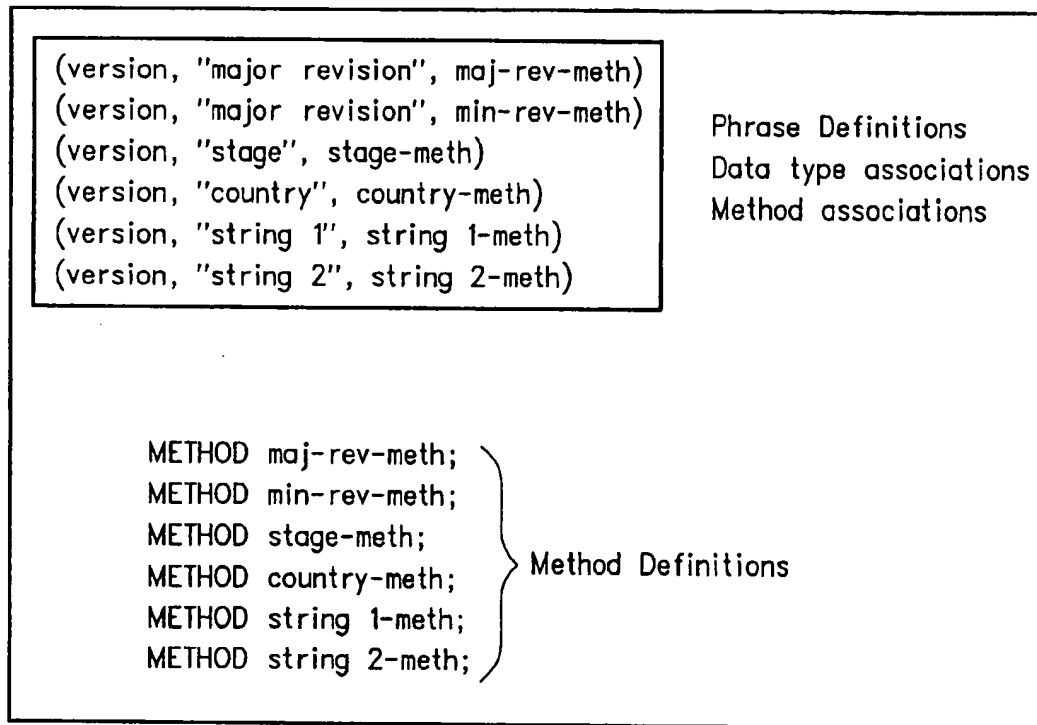 (version, "major revision", maj-rev-meth)
(version, "major revision", min-rev-meth)
(version, "stage", stage-meth)
(version, "country", country-meth)
(version, "string 1", string 1-meth)
(version, "string 2", string 2-meth)
Phrase Definitions
Data type associations
Method associations
METHOD maj-rev-meth;
METHOD min-rev-meth;
METHOD stage-meth;
METHOD country-meth;
METHOD string 1-meth;
METHOD string 2-meth;
Method Definitions